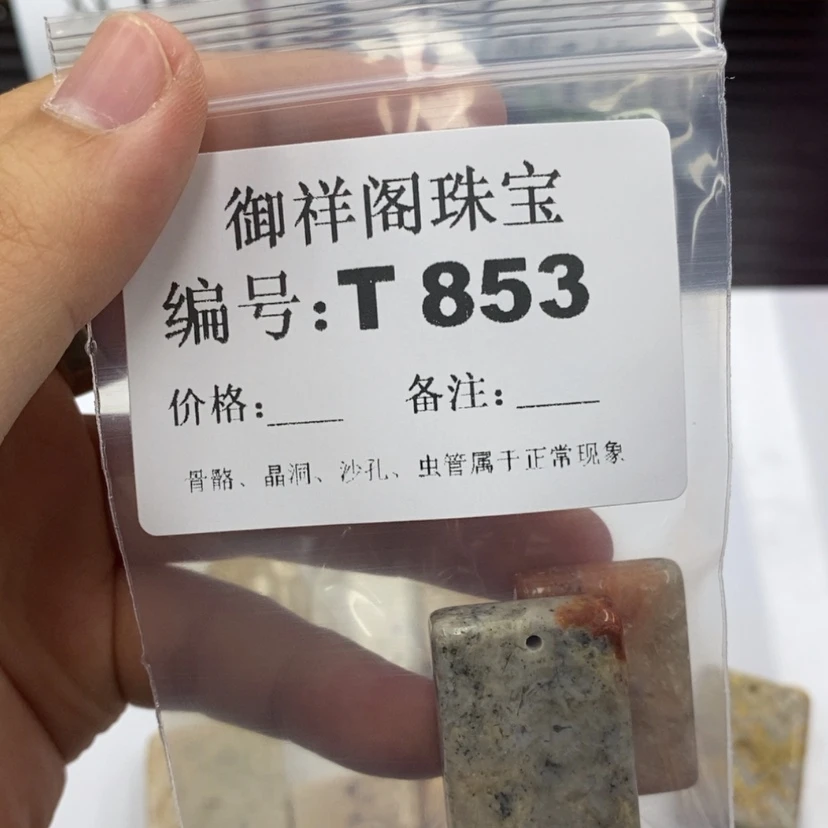 御祥阁珠宝
编号:T 853
价格:___ 备注:____
骨骼、晶洞、沙孔、虫管属于正常现象